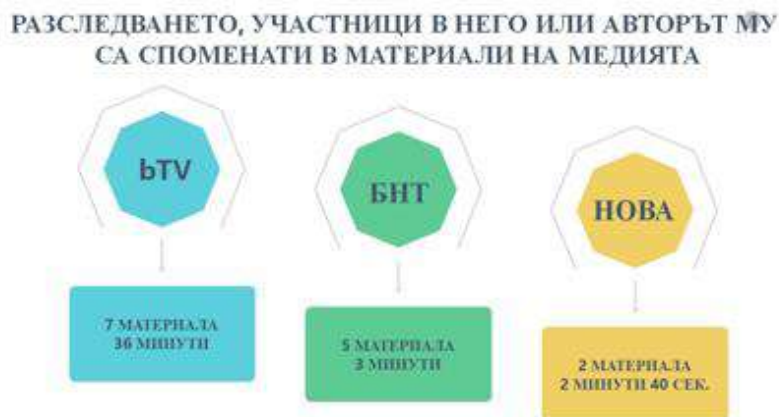 РАЗСЛЕДВАНЕТО, УЧАСТНИЦИ В НЕГО ИЛИ АВТОРЪТ МУ
СА СПОМЕНАТИ В МАТЕРИАЛИ НА МЕДИЯТА
bTV
БНТ
НОВА
7 МАТЕРИАЛА
36 МИНУТИ
5 МАТЕРИАЛА
3 МИНУТИ
2 МАТЕРИАЛА
2 МИНУТИ 40 СЕК.